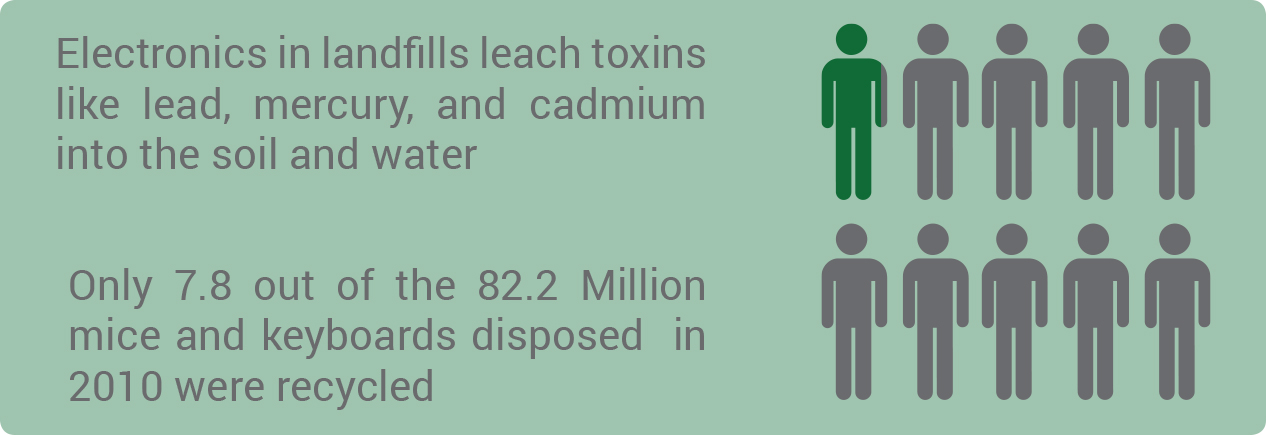 Electronics in landfills leach toxins
like lead, mercury, and cadmium
into the soil and water
Only 7.8 out of the 82.2 Million
mice and keyboards disposed in
2010 were recycled